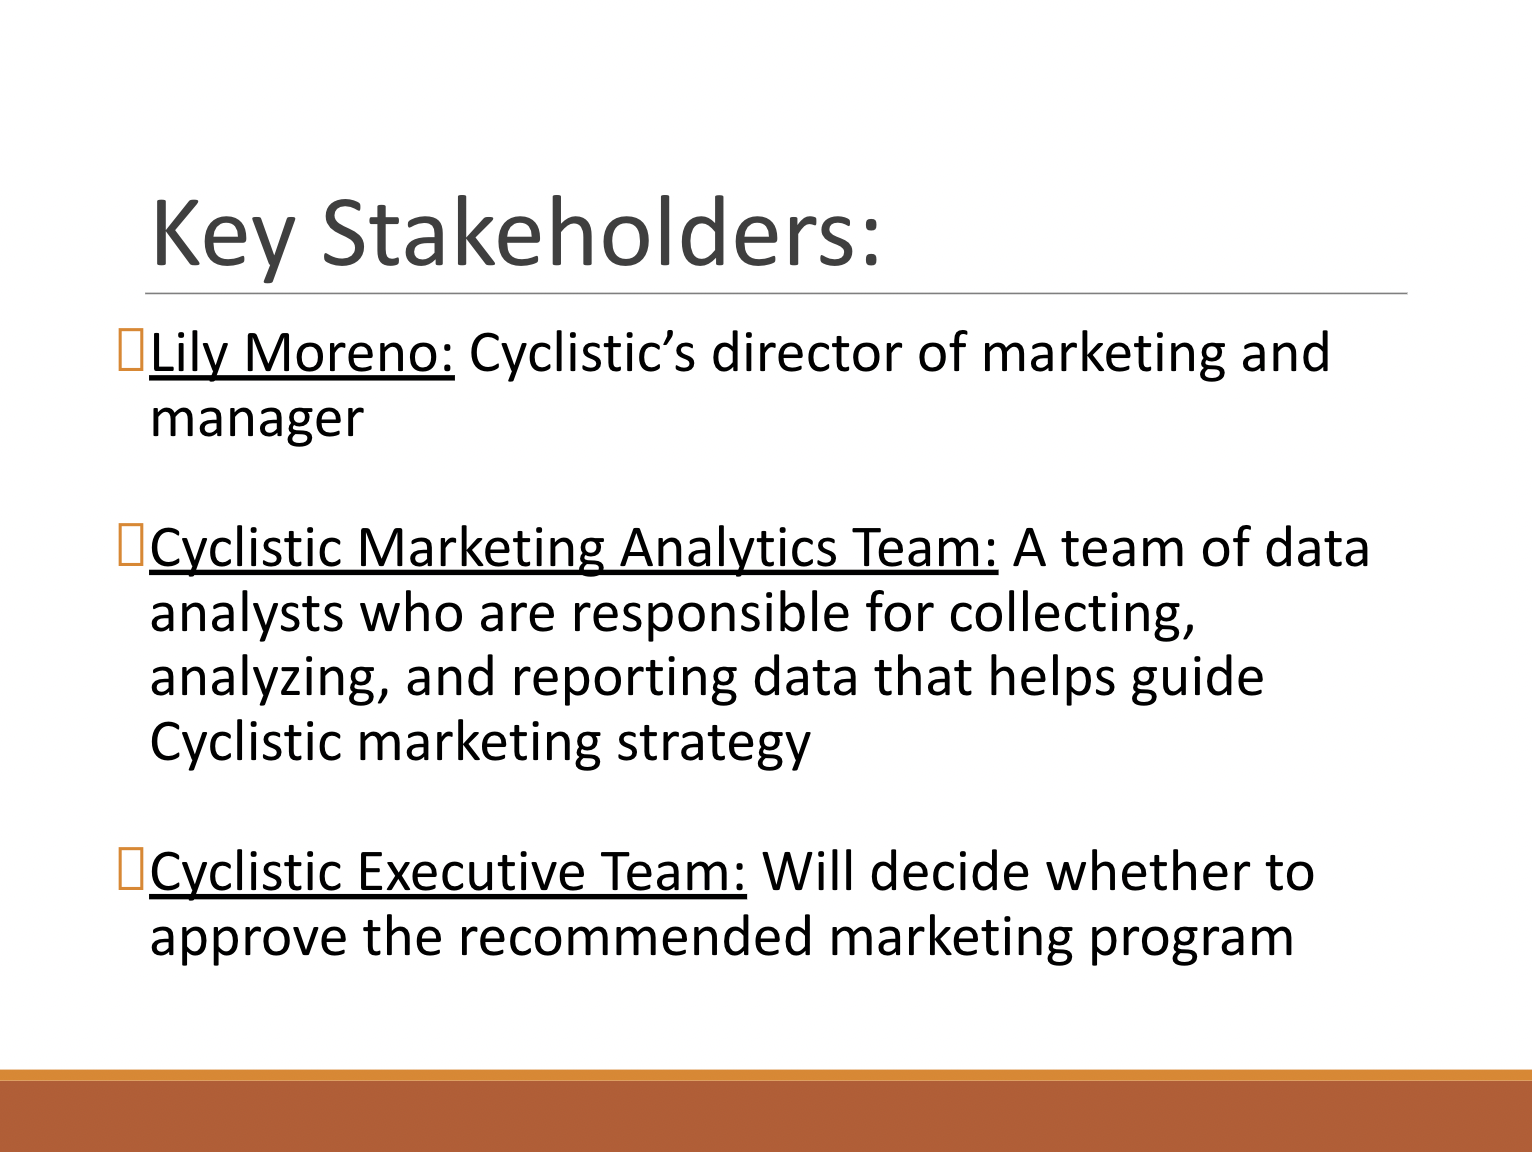 Key Stakeholders:
Lily Moreno: Cyclistic’s director of marketing and
manager
Cyclistic Marketing Analytics Team: A team of data
analysts who are responsible for collecting,
analyzing, and reporting data that helps guide
Cyclistic marketing strategy
Cyclistic Executive Team: Will decide whether to
approve the recommended marketing program